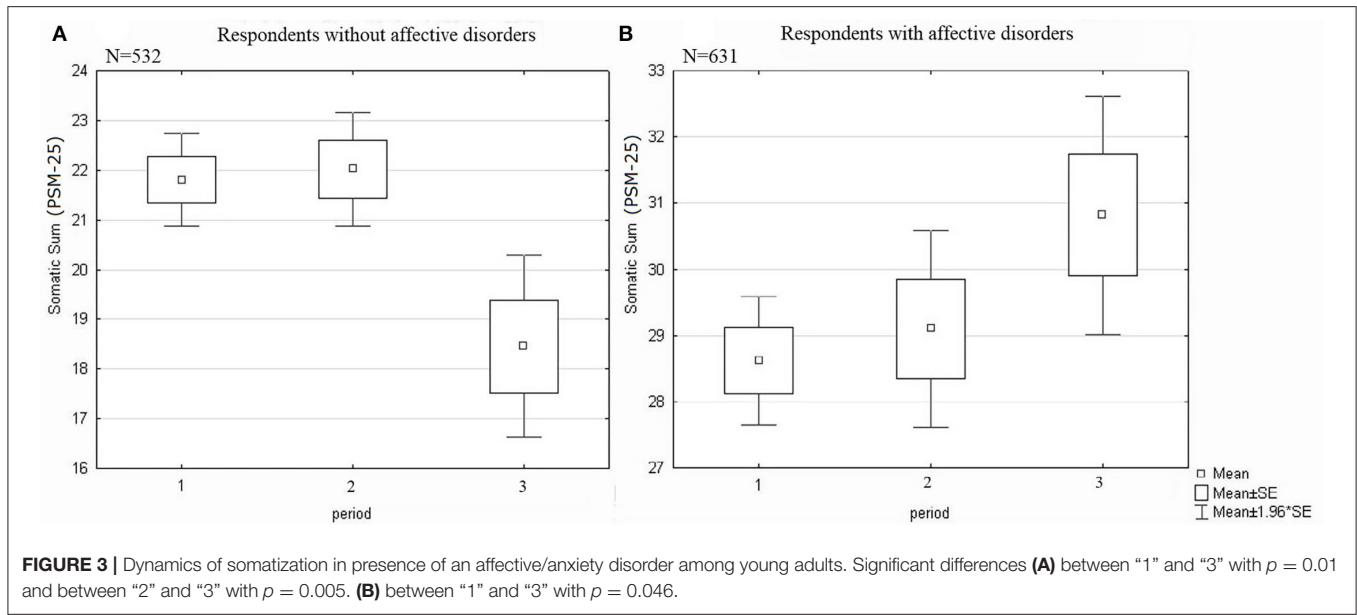 A
Respondents without affective disorders
N=532
Somatic Sum (PSM-25)
24
23
22
21
20
19
18
17
16
1
2
3
period
B
Respondents with affective disorders
N=631
Somatic Sum (PSM-25)
33
32
31
30
29
28
27
1
2
3
period
Mean
Mean±SE
Mean±1.96*SE
FIGURE 3 | Dynamics of somatization in presence of an affective/anxiety disorder among young adults. Significant differences (A) between “1” and “3” with p = 0.01
and between “2” and “3” with p = 0.005. (B) between “1” and “3” with p = 0.046.